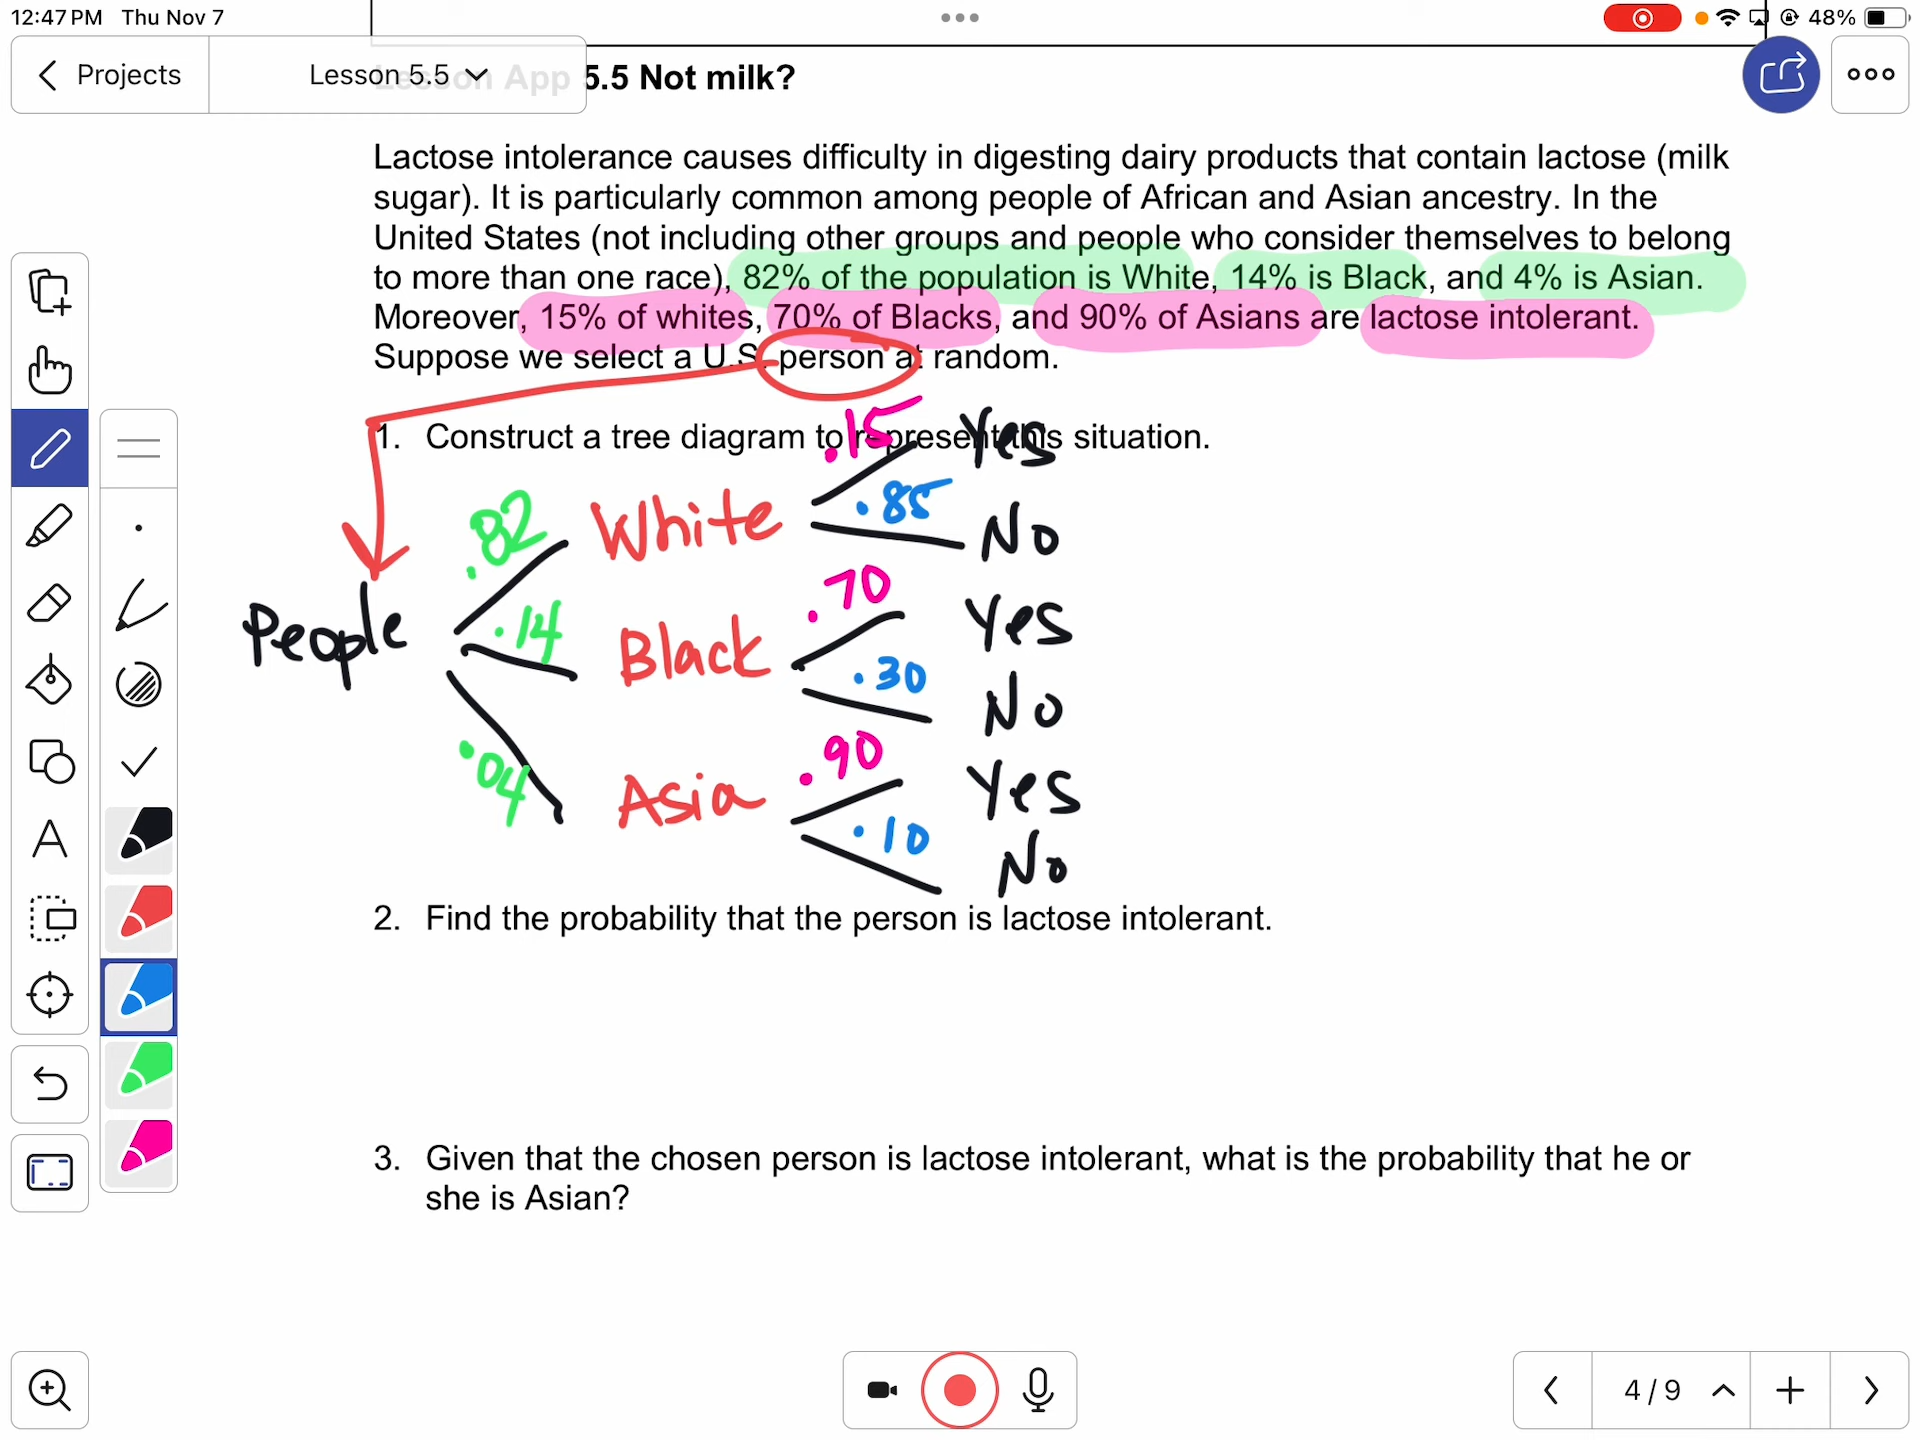 12:47 PM Thu Nov 7
48%
Projects
Lesson 5.5
Lesson App 5.5 Not milk?
Lactose intolerance causes difficulty in digesting dairy products that contain lactose (milk
sugar). It is particularly common among people of African and Asian ancestry. In the
United States (not including other groups and people who consider themselves to belong
to more than one race), 82% of the population is White, 14% is Black, and 4% is Asian.
Moreover, 15% of whites, 70% of Blacks, and 90% of Asians are lactose intolerant.
Suppose we select a U.S. person at random.
1. Construct a tree diagram to represent this situation.
.15 Yes
.82 White .85 No
.70 Yes
People .14 Black .30 No
.90 Yes
.04 Asia .10 No
2. Find the probability that the person is lactose intolerant.
3. Given that the chosen person is lactose intolerant, what is the probability that he or
she is Asian?
A
4 / 9